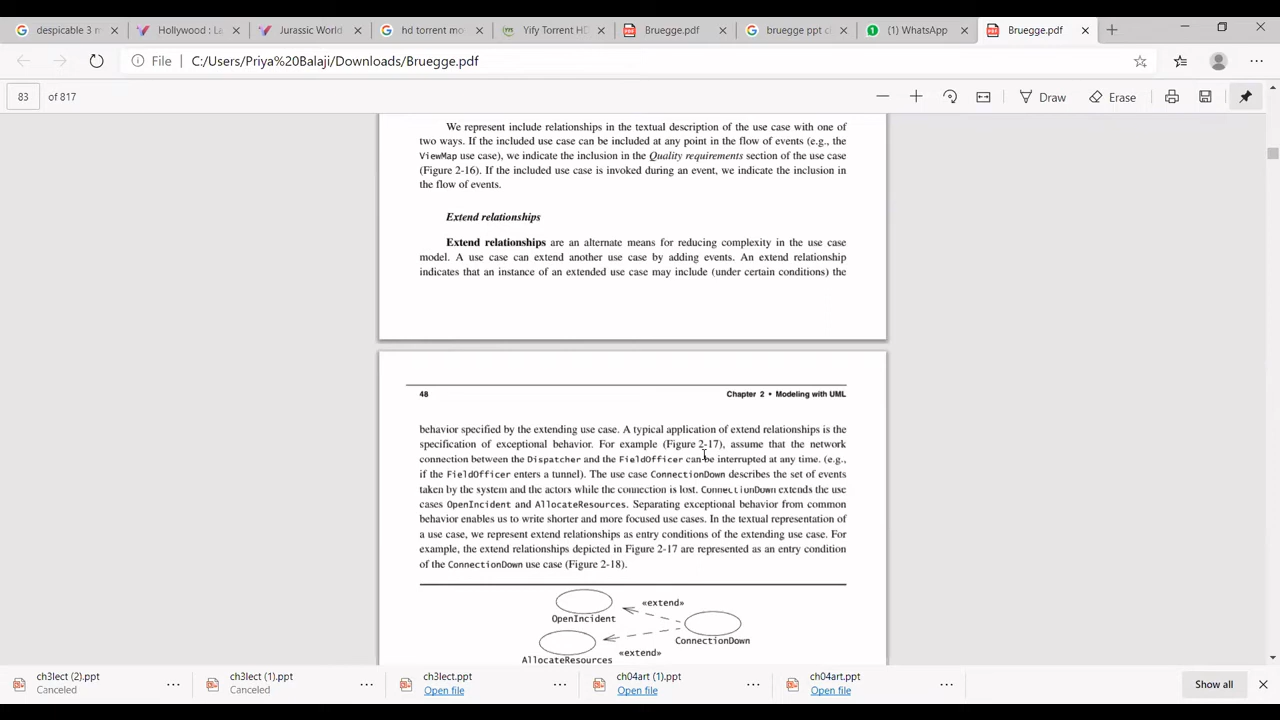 despicable 3 m
Hollywood : La
Jurassic World
hd torrent mo
Yify Torrent HD
Bruegge.pdf
bruegge ppt ch
(1) WhatsApp
Bruegge.pdf
File
C:/Users/Priya%20Balaji/Downloads/Bruegge.pdf
83 of 817
Draw
Erase
We represent include relationships in the textual description of the use case with one of
two ways. If the included use case can be included at any point in the flow of events (e.g., the
ViewMap use case), we indicate the inclusion in the Quality requirements section of the use case
(Figure 2-16). If the included use case is invoked during an event, we indicate the inclusion in
the flow of events.
Extend relationships
Extend relationships are an alternate means for reducing complexity in the use case
model. A use case can extend another use case by adding events. An extend relationship
indicates that an instance of an extended use case may include (under certain conditions) the
48 Chapter 2 • Modeling with UML
behavior specified by the extending use case. A typical application of extend relationships is the
specification of exceptional behavior. For example (Figure 2-17), assume that the network
connection between the Dispatcher and the FieldOfficer can be interrupted at any time. (e.g.,
if the FieldOfficer enters a tunnel). The use case ConnectionDown describes the set of events
taken by the system and the actors while the connection is lost. ConnectionDown extends the use
cases OpenIncident and AllocateResources. Separating exceptional behavior from common
behavior enables us to write shorter and more focused use cases. In the textual representation of
a use case, we represent extend relationships as entry conditions of the extending use case. For
example, the extend relationships depicted in Figure 2-17 are represented as an entry condition
of the ConnectionDown use case (Figure 2-18).
«extend»
OpenIncident
ConnectionDown
«extend»
AllocateResources
ch3lect (2).ppt
Canceled
ch3lect (1).ppt
Canceled
ch3lect.ppt
Open file
ch04art (1).ppt
Open file
ch04art.ppt
Open file
Show all